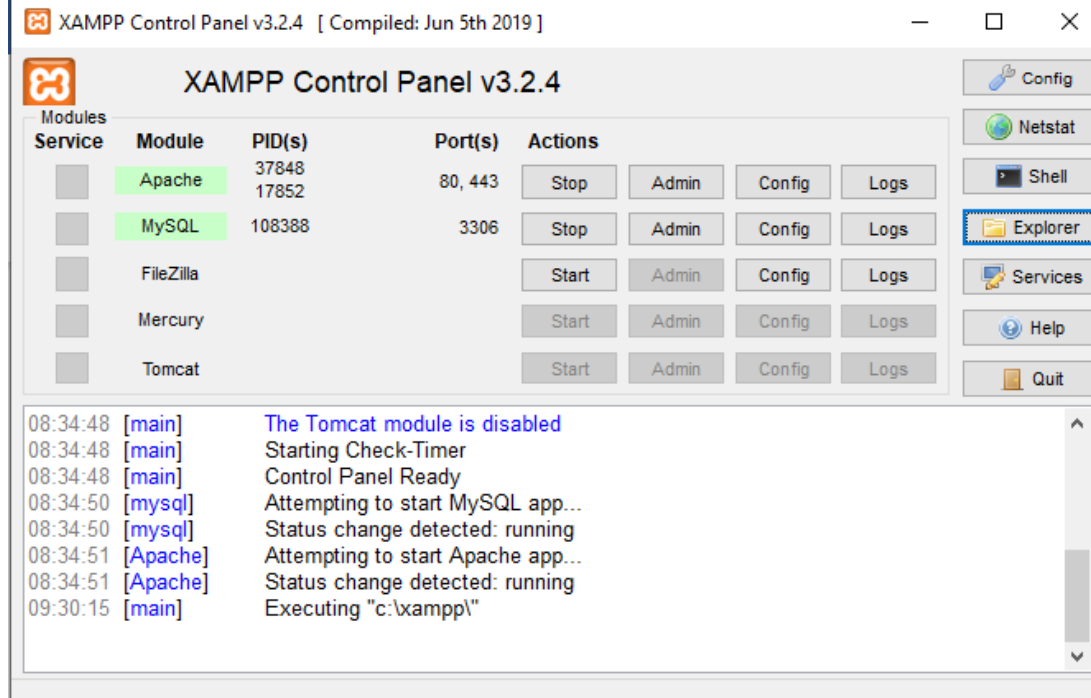 XAMPP Control Panel v3.2.4 [ Compiled: Jun 5th 2019 ]
XAMPP Control Panel v3.2.4
Config
Modules
Netstat
Service Module PID(s) Port(s) Actions
Apache 37848 17852 80, 443 Stop Admin Config Logs
Shell
MySQL 108388 3306 Stop Admin Config Logs
Explorer
FileZilla Start Admin Config Logs
Services
Mercury Start Admin Config Logs
Help
Tomcat Start Admin Config Logs
Quit
08:34:48 [main] The Tomcat module is disabled
08:34:48 [main] Starting Check-Timer
08:34:48 [main] Control Panel Ready
08:34:50 [mysql] Attempting to start MySQL app...
08:34:50 [mysql] Status change detected: running
08:34:51 [Apache] Attempting to start Apache app...
08:34:51 [Apache] Status change detected: running
09:30:15 [main] Executing "c:\xampp\"